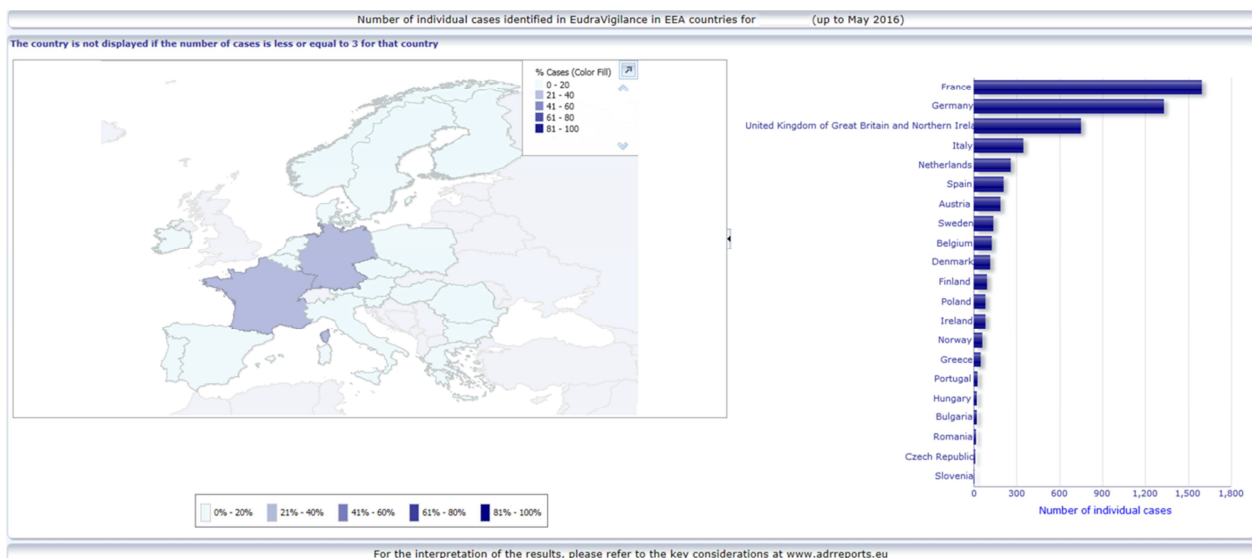 Number of individual cases identified in EudraVigilance in EEA countries for (up to May 2016)
The country is not displayed if the number of cases is less or equal to 3 for that country
% Cases (Color Fill)
0 - 20
21 - 40
41 - 60
61 - 80
81 - 100
0% - 20%
21% - 40%
41% - 60%
61% - 80%
81% - 100%
France
Germany
United Kingdom of Great Britain and Northern Irela
Italy
Netherlands
Spain
Austria
Sweden
Belgium
Denmark
Finland
Poland
Ireland
Norway
Greece
Portugal
Hungary
Bulgaria
Romania
Czech Republic
Slovenia
0 300 600 900 1,200 1,500 1,800
Number of individual cases
For the interpretation of the results, please refer to the key considerations at www.adrreports.eu